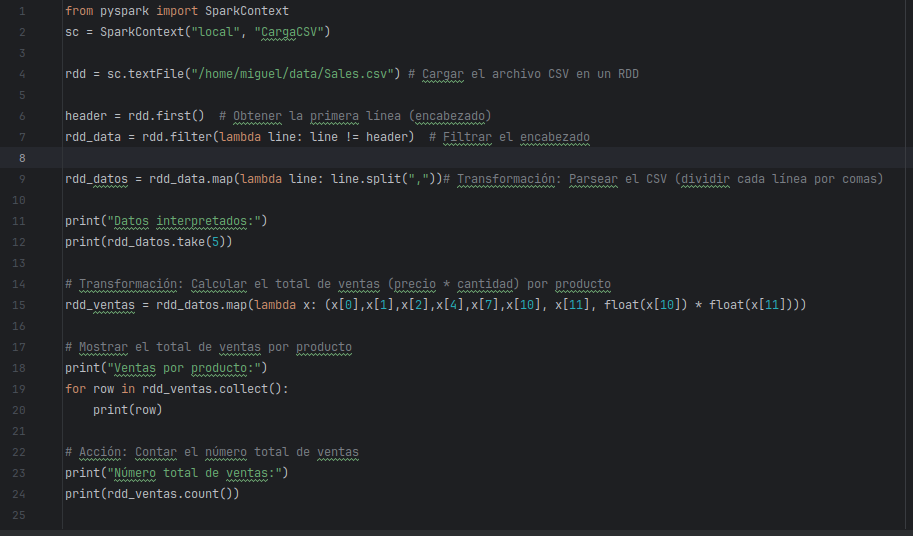 1 from pyspark import SparkContext
2 sc = SparkContext("local", "CargaCSV")
3
4 rdd = sc.textFile("/home/miguel/data/Sales.csv") # Cargar el archivo CSV en un RDD
5
6 header = rdd.first()  # Obtener la primera línea (encabezado)
7 rdd_data = rdd.filter(lambda line: line != header)  # Filtrar el encabezado
8
9 rdd_datos = rdd_data.map(lambda line: line.split(","))# Transformación: Parsear el CSV (dividir cada línea por comas)
10
11 print("Datos interpretados:")
12 print(rdd_datos.take(5))
13
14 # Transformación: Calcular el total de ventas (precio * cantidad) por producto
15 rdd_ventas = rdd_datos.map(lambda x: (x[0],x[1],x[2],x[4],x[7],x[10], x[11], float(x[10]) * float(x[11])))
16
17 # Mostrar el total de ventas por producto
18 print("Ventas por producto:")
19 for row in rdd_ventas.collect():
20     print(row)
21
22 # Acción: Contar el número total de ventas
23 print("Número total de ventas:")
24 print(rdd_ventas.count())
25